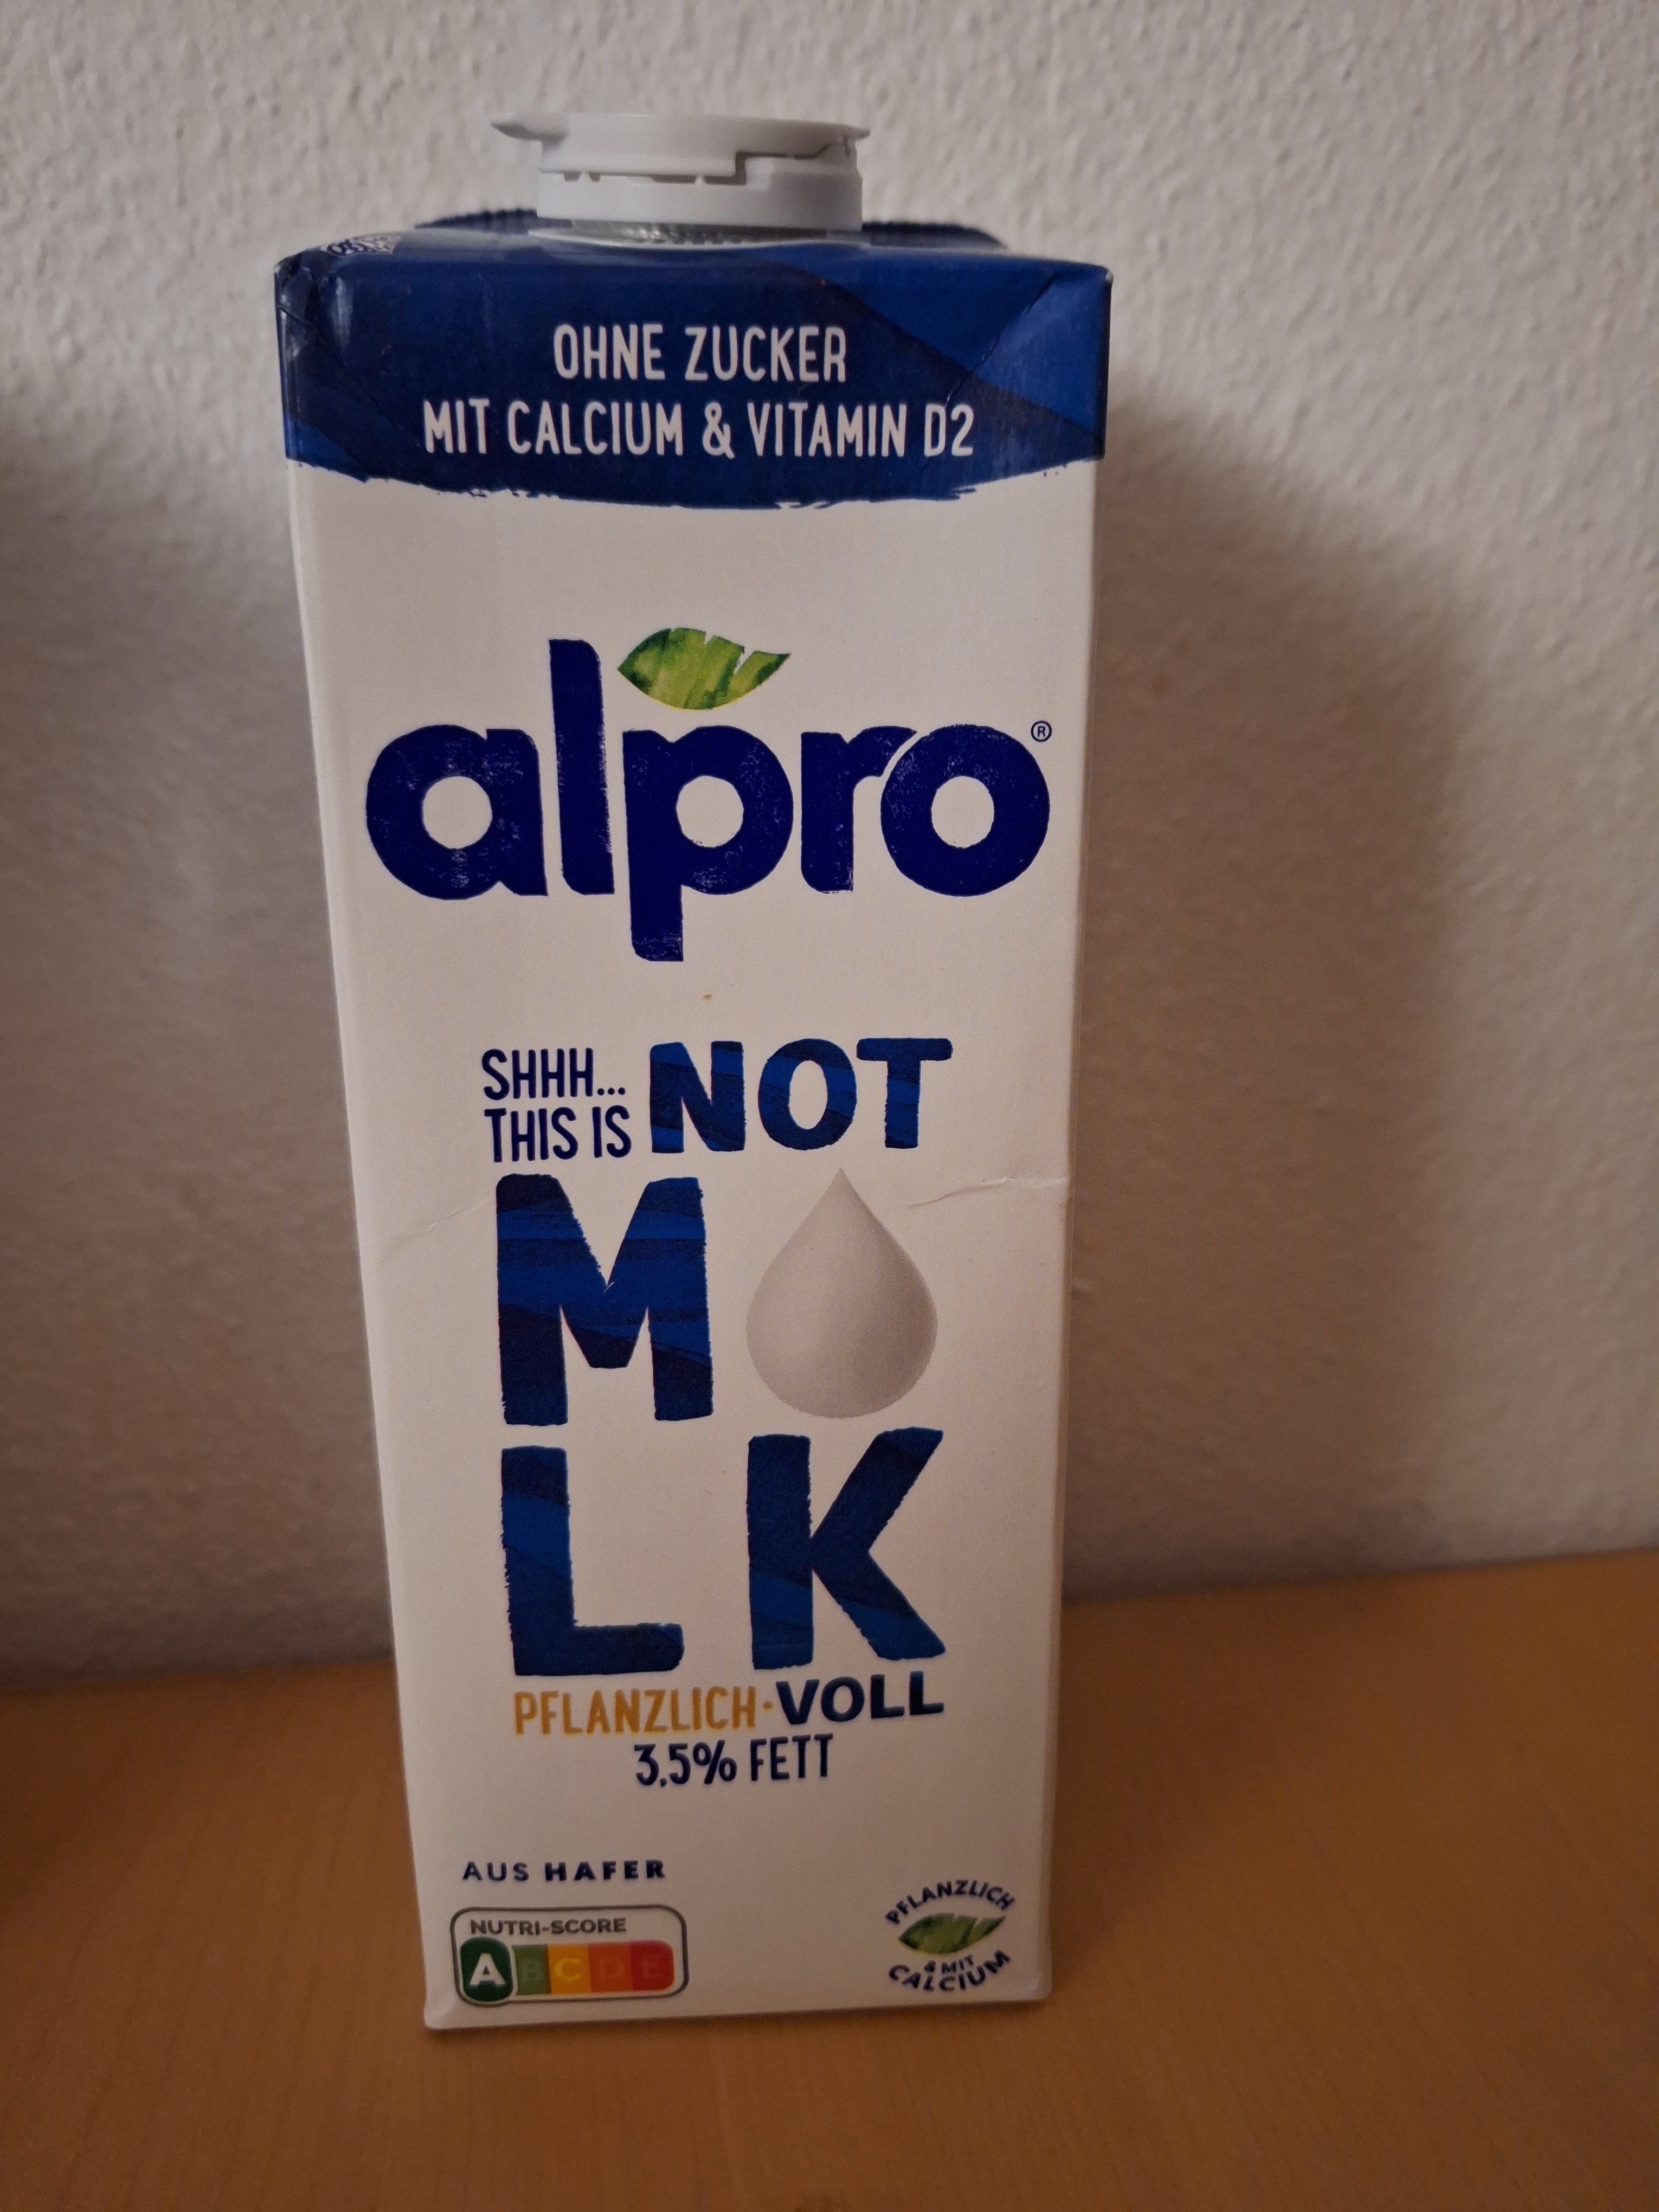 OHNE ZUCKER
MIT CALCIUM & VITAMIN D2
alpro®
SHHH... THIS IS NOT
M LK
PFLANZLICH·VOLL
3,5% FETT
AUS HAFER
NUTRI-SCORE
A B C D E
PFLANZLICH
& MIT
CALCIUM